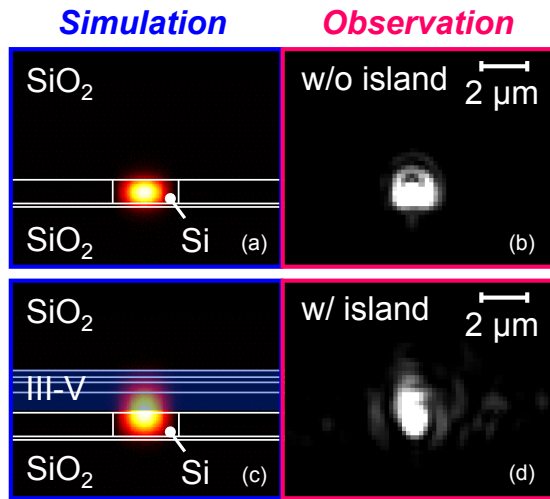 Simulation
Observation
SiO₂
SiO₂
Si
(a)
w/o island
2 μm
(b)
SiO₂
III-V
SiO₂
Si
(c)
w/ island
2 μm
(d)